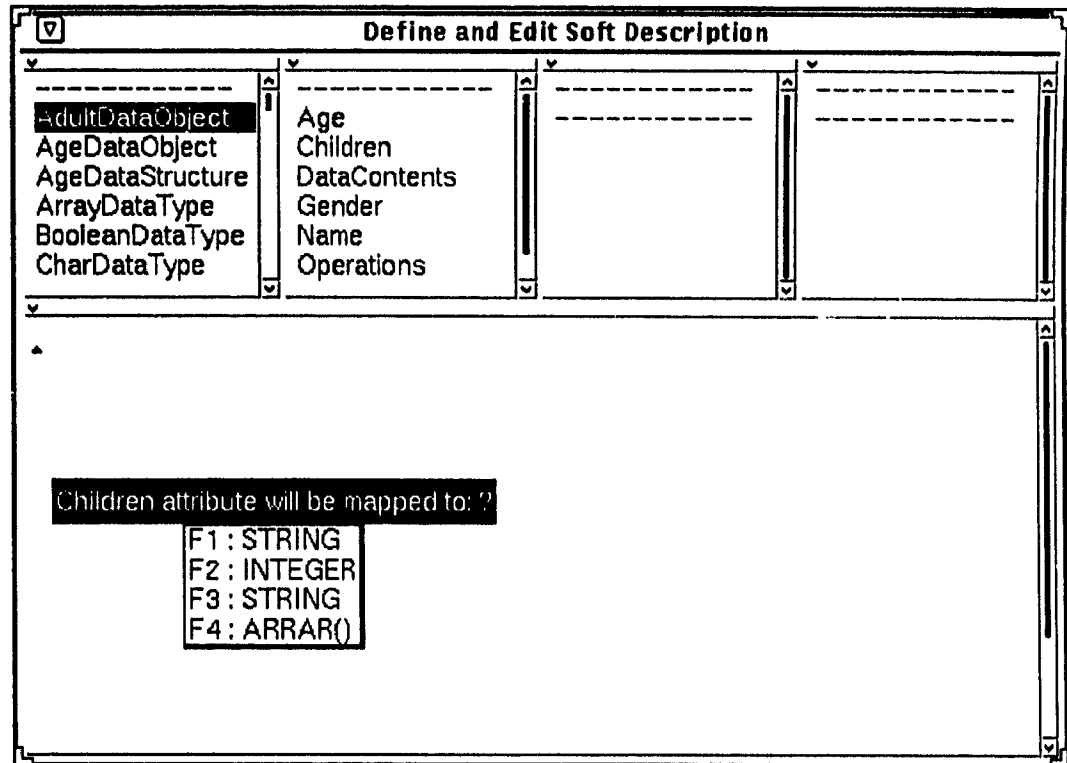 Define and Edit Soft Description
AdultDataObject
AgeDataObject
AgeDataStructure
ArrayDataType
BooleanDataType
CharDataType
Age
Children
DataContents
Gender
Name
Operations
Children attribute will be mapped to: ?
F1 : STRING
F2 : INTEGER
F3 : STRING
F4 : ARRAR()